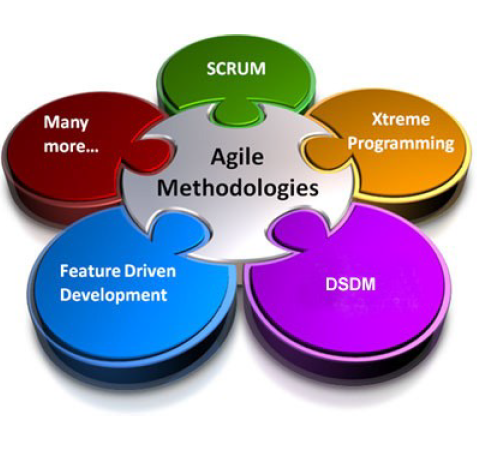 SCRUM
Many
more...
Xtreme
Programming
Agile
Methodologies
Feature Driven
Development
DSDM